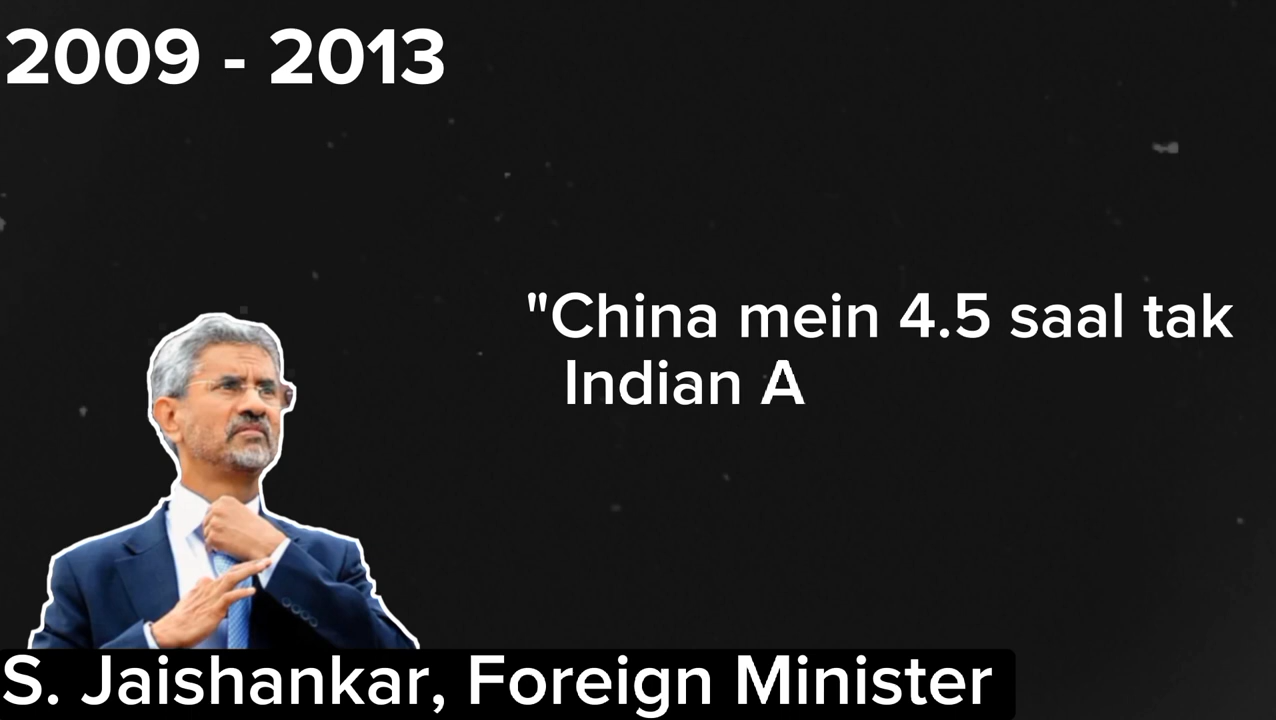 2009 - 2013
"China mein 4.5 saal tak
Indian A
S. Jaishankar, Foreign Minister